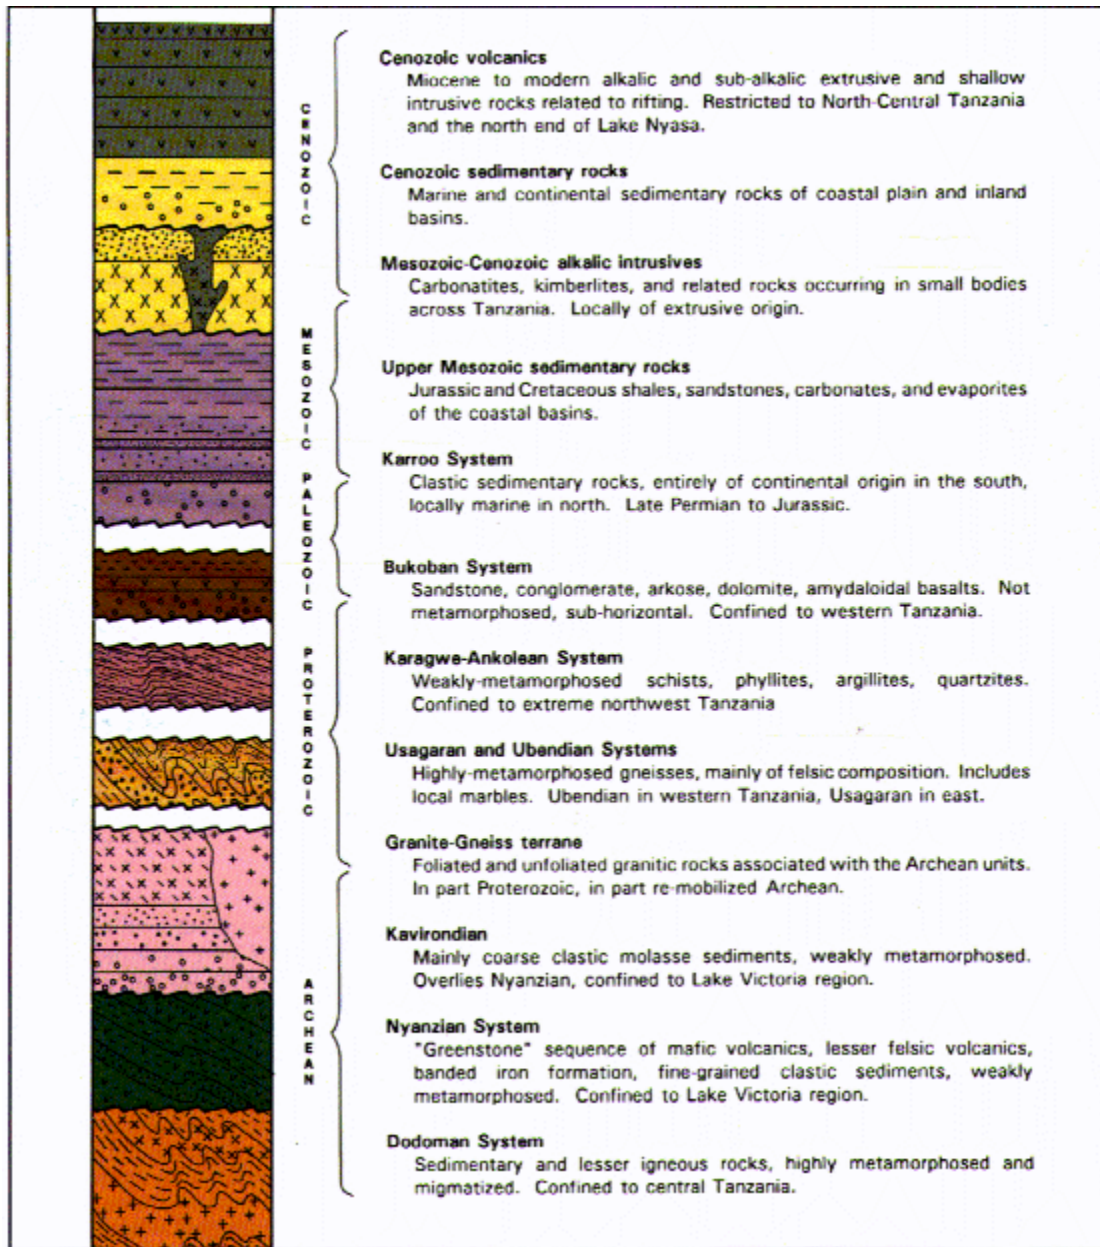 CENOZOIC
Cenozoic volcanics
Miocene to modern alkalic and sub-alkalic extrusive and shallow
intrusive rocks related to rifting. Restricted to North-Central Tanzania
and the north end of Lake Nyasa.
Cenozoic sedimentary rocks
Marine and continental sedimentary rocks of coastal plain and inland
basins.
Mesozoic-Cenozoic alkalic intrusives
Carbonatites, kimberlites, and related rocks occurring in small bodies
across Tanzania. Locally of extrusive origin.
MESOZOIC
Upper Mesozoic sedimentary rocks
Jurassic and Cretaceous shales, sandstones, carbonates, and evaporites
of the coastal basins.
Karroo System
Clastic sedimentary rocks, entirely of continental origin in the south,
locally marine in north. Late Permian to Jurassic.
PALEOZOIC
Bukoban System
Sandstone, conglomerate, arkose, dolomite, amydaloidal basalts. Not
metamorphosed, sub-horizontal. Confined to western Tanzania.
PROTEROZOIC
Karagwe-Ankolean System
Weakly-metamorphosed schists, phyllites, argillites, quartzites.
Confined to extreme northwest Tanzania
Usagaran and Ubendian Systems
Highly-metamorphosed gneisses, mainly of felsic composition. Includes
local marbles. Ubendian in western Tanzania, Usagaran in east.
Granite-Gneiss terrane
Foliated and unfoliated granitic rocks associated with the Archean units.
In part Proterozoic, in part re-mobilized Archean.
ARCHEAN
Kavirondian
Mainly coarse clastic molasse sediments, weakly metamorphosed.
Overlies Nyanzian, confined to Lake Victoria region.
Nyanzian System
"Greenstone" sequence of mafic volcanics, lesser felsic volcanics,
banded iron formation, fine-grained clastic sediments, weakly
metamorphosed. Confined to Lake Victoria region.
Dodoman System
Sedimentary and lesser igneous rocks, highly metamorphosed and
migmatized. Confined to central Tanzania.